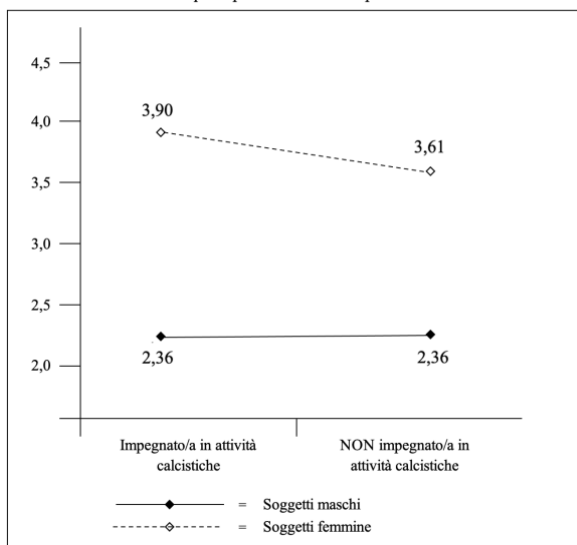 4,5
4,0
3,5
3,0
2,5
2,0
3,90
3,61
2,36
2,36
Impegnato/a in attività
calcistiche
NON impegnato/a in
attività calcistiche
= Soggetti maschi
= Soggetti femmine